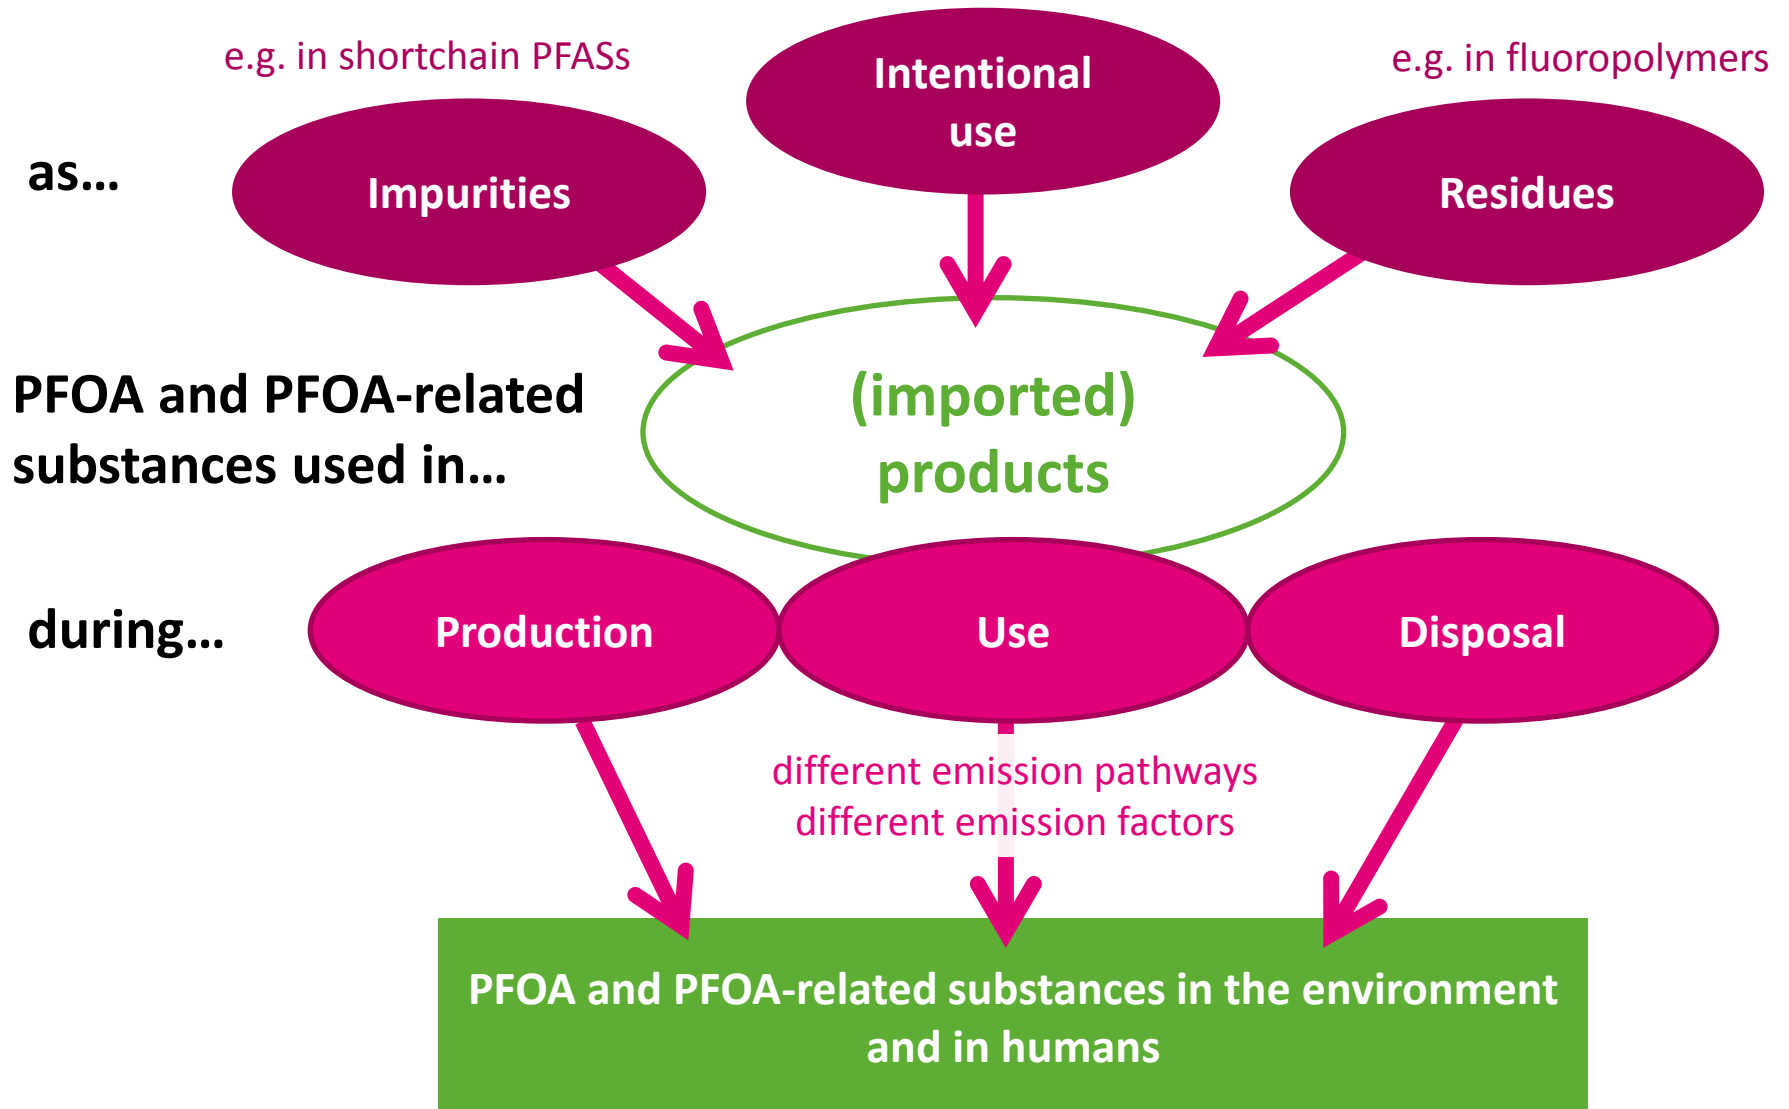 e.g. in shortchain PFASs
Intentional
use
e.g. in fluoropolymers
as…
Impurities
Residues
PFOA and PFOA-related
substances used in…
(imported)
products
during…
Production
Use
Disposal
different emission pathways
different emission factors
PFOA and PFOA-related substances in the environment
and in humans